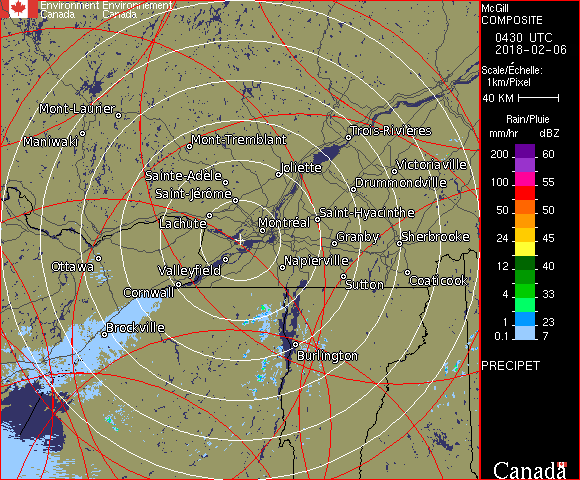 Environment Environnement
Canada Canada
McGill
COMPOSITE
0430 UTC
2018-02-06
Scale/Échelle:
1km/Pixel
40 KM
Rain/Pluie
mm/hr dBZ
200 60
100 55
50 50
24 45
12 40
4 33
1 23
0.1 7
PRECIPET
Canada
Mont-Laurier
Maniwaki
Mont-Tremblant
Trois-Rivières
Joliette
Victoriaville
Sainte-Adèle
Drummondville
Saint-Jérôme
Saint-Hyacinthe
Lachute
Montréal
Granby
Sherbrooke
Ottawa
Valleyfield
Napierville
Sutton
Coaticook
Cornwall
Brockville
Burlington